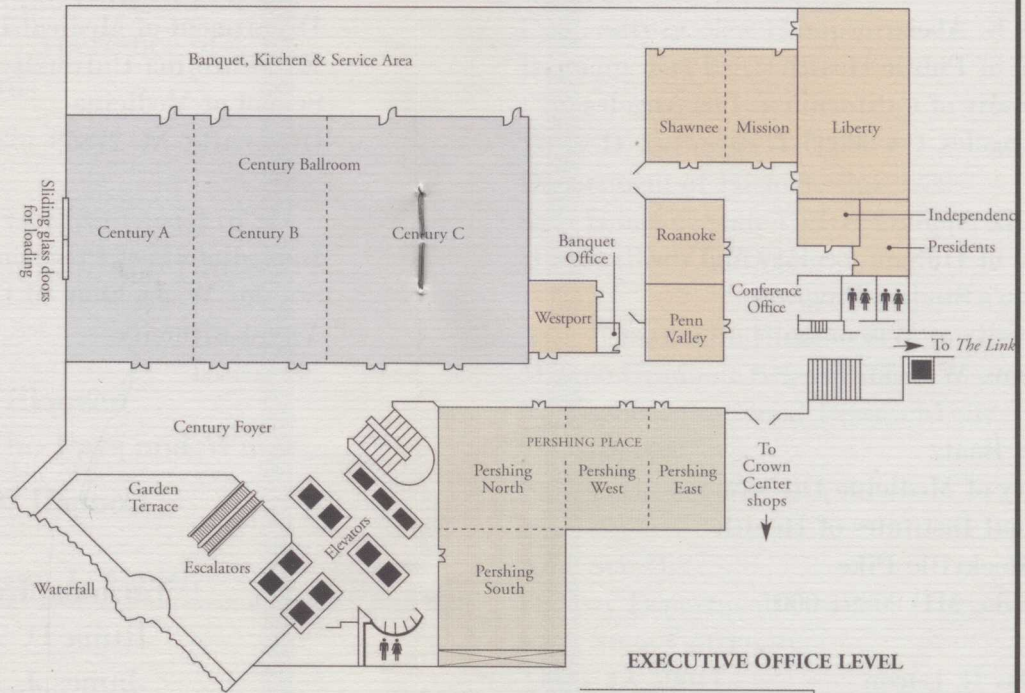 Banquet, Kitchen & Service Area
Shawnee
Mission
Liberty
Century Ballroom
Sliding glass doors
for loading
Century A
Century B
Century C
Banquet
Office
Roanoke
Independenc
Presidents
Conference
Office
Westport
Penn
Valley
To The Link
Century Foyer
PERSHING PLACE
Pershing
North
Pershing
West
Pershing
East
To
Crown
Center
shops
Garden
Terrace
Elevators
Escalators
Pershing
South
Waterfall
EXECUTIVE OFFICE LEVEL